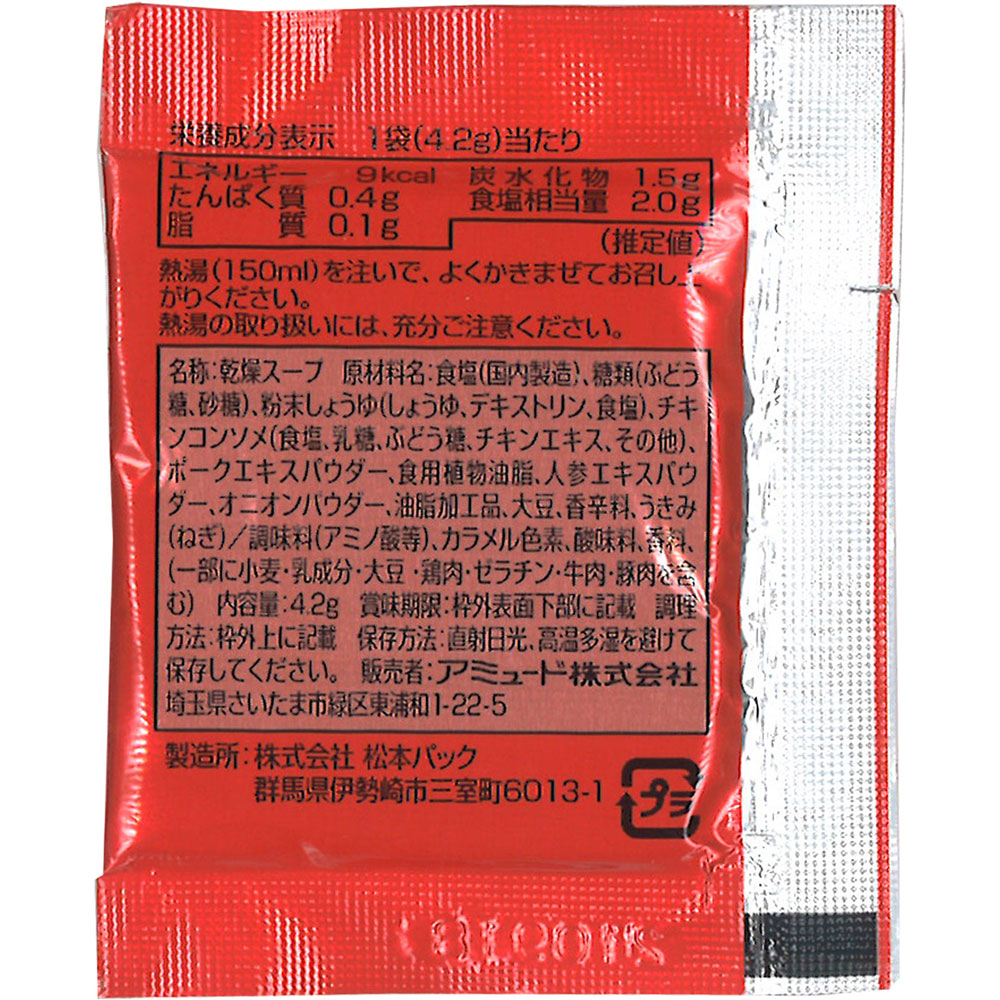 栄養成分表示　1袋(4.2g)当たり
エネルギー　9kcal　炭水化物　1.5g
たんぱく質　0.4g　食塩相当量　2.0g
脂　質　0.1g
(推定値)
熱湯(150ml)を注いで、よくかきまぜてお召し上
がりください。
熱湯の取り扱いには、充分ご注意ください。
名称:乾燥スープ　原材料名:食塩(国内製造)、糖類(ぶどう
糖、砂糖)、粉末しょうゆ(しょうゆ、デキストリン、食塩)、チキ
ンコンソメ(食塩、乳糖、ぶどう糖、チキンエキス、その他)、
ポークエキスパウダー、食用植物油脂、人参エキスパウ
ダー、オニオンパウダー、油脂加工品、大豆、香辛料、うきみ
(ねぎ)／調味料(アミノ酸等)、カラメル色素、酸味料、香料、
(一部に小麦・乳成分・大豆・鶏肉・ゼラチン・牛肉・豚肉を含
む)　内容量:4.2g　賞味期限:枠外表面下部に記載　調理
方法:枠外上に記載　保存方法:直射日光、高温多湿を避けて
保存してください。　販売者:アミュード株式会社
埼玉県さいたま市緑区東浦和1-22-5
製造所:株式会社 松本パック
群馬県伊勢崎市三室町6013-1
プラ